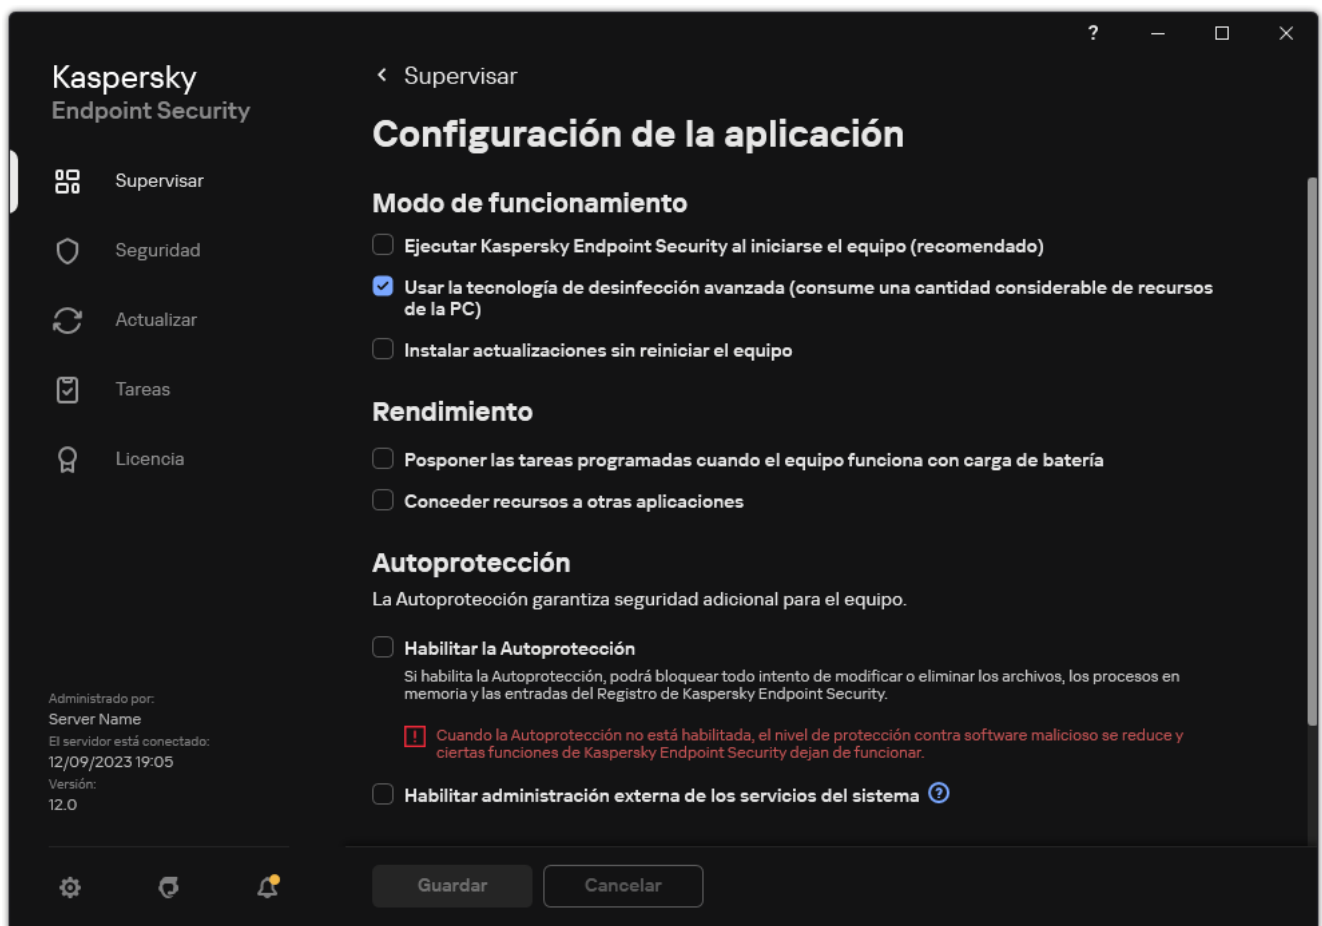 ?
Kaspersky
Endpoint Security
Supervisar
Seguridad
Actualizar
Tareas
Licencia
Administrado por:
Server Name
El servidor está conectado:
12/09/2023 19:05
Versión:
12.0
Supervisar
Configuración de la aplicación
Modo de funcionamiento
Ejecutar Kaspersky Endpoint Security al iniciarse el equipo (recomendado)
Usar la tecnología de desinfección avanzada (consume una cantidad considerable de recursos
de la PC)
Instalar actualizaciones sin reiniciar el equipo
Rendimiento
Posponer las tareas programadas cuando el equipo funciona con carga de batería
Conceder recursos a otras aplicaciones
Autoprotección
La Autoprotección garantiza seguridad adicional para el equipo.
Habilitar la Autoprotección
Si habilita la Autoprotección, podrá bloquear todo intento de modificar o eliminar los archivos, los procesos en
memoria y las entradas del Registro de Kaspersky Endpoint Security.
Cuando la Autoprotección no está habilitada, el nivel de protección contra software malicioso se reduce y
ciertas funciones de Kaspersky Endpoint Security dejan de funcionar.
Habilitar administración externa de los servicios del sistema ?
Guardar
Cancelar